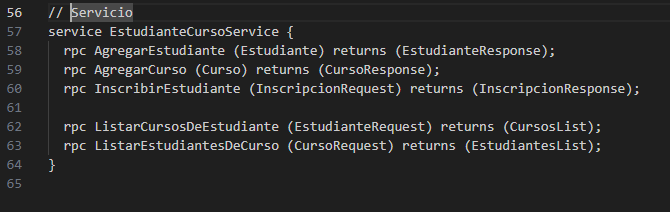 56 // Servicio
57 service EstudianteCursoService {
58 rpc AgregarEstudiante (Estudiante) returns (EstudianteResponse);
59 rpc AgregarCurso (Curso) returns (CursoResponse);
60 rpc InscribirEstudiante (InscripcionRequest) returns (InscripcionResponse);
61
62 rpc ListarCursosDeEstudiante (EstudianteRequest) returns (CursosList);
63 rpc ListarEstudiantesDeCurso (CursoRequest) returns (EstudiantesList);
64 }
65